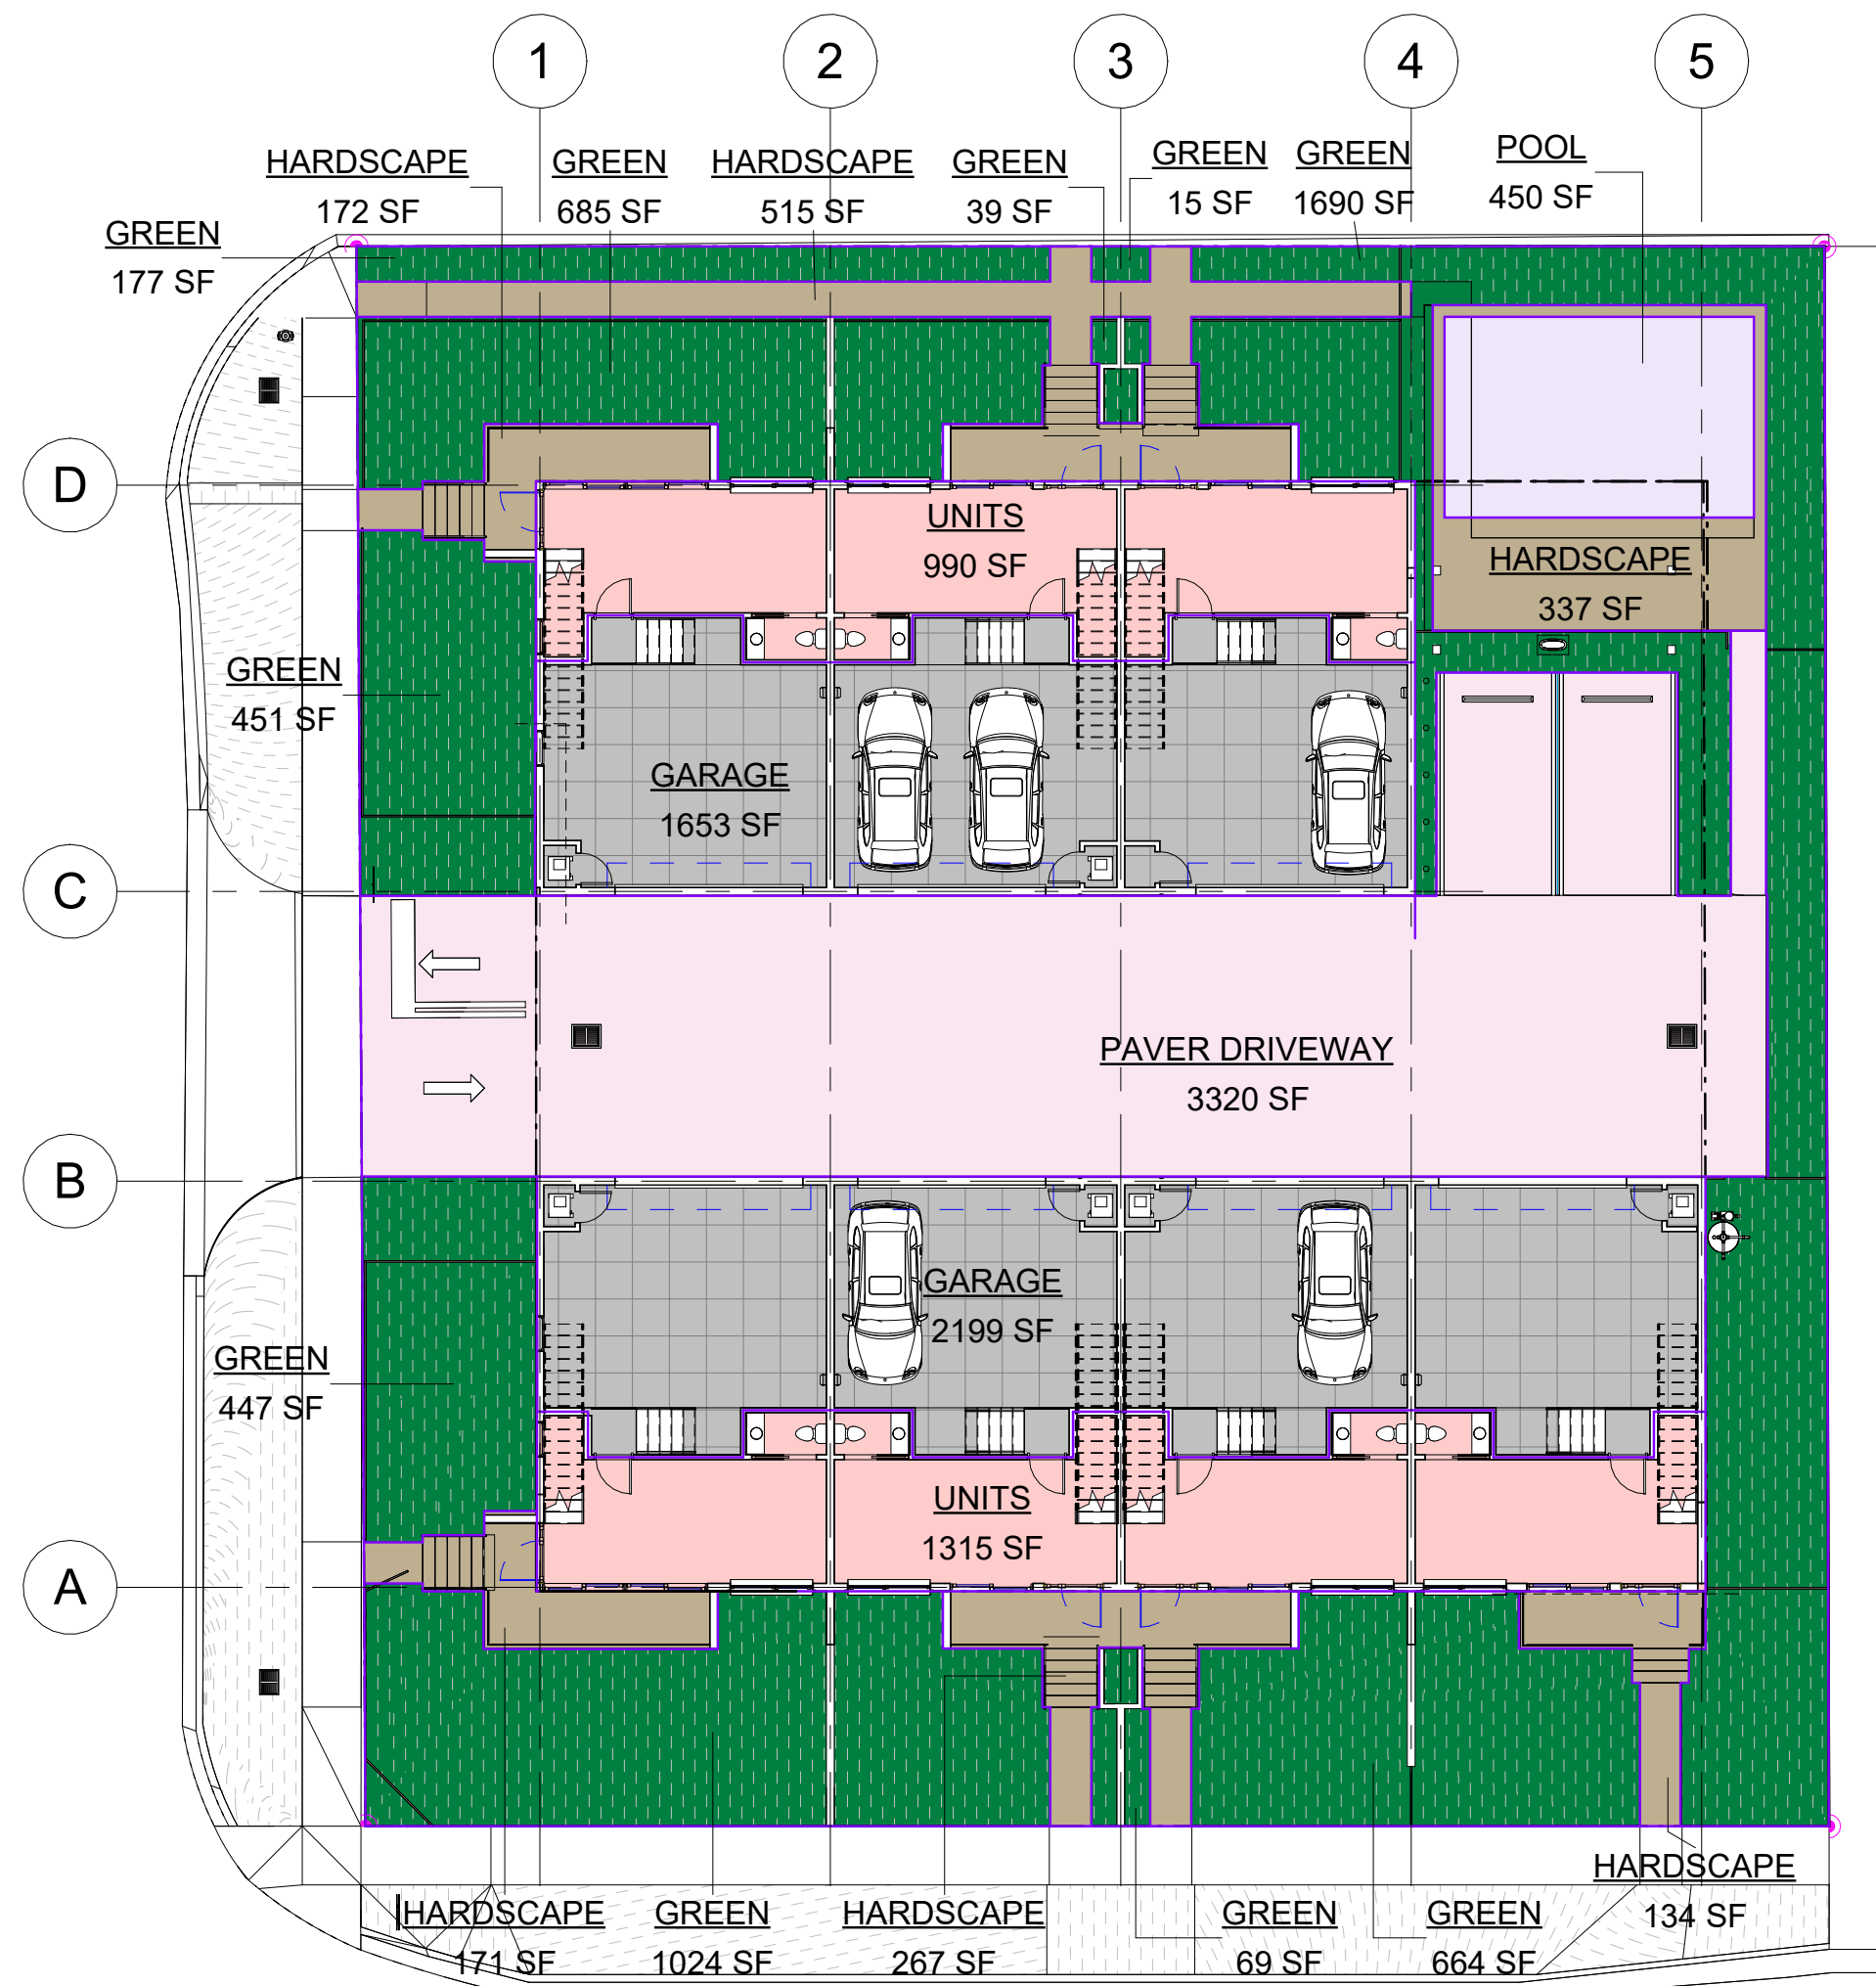 1
2
3
4
5
HARDSCAPE
172 SF
GREEN
685 SF
HARDSCAPE
515 SF
GREEN
39 SF
GREEN
15 SF
GREEN
1690 SF
POOL
450 SF
GREEN
177 SF
D
UNITS
990 SF
HARDSCAPE
337 SF
GREEN
451 SF
GARAGE
1653 SF
C
PAVER DRIVEWAY
3320 SF
B
GARAGE
2199 SF
GREEN
447 SF
UNITS
1315 SF
A
HARDSCAPE
134 SF
HARDSCAPE
171 SF
GREEN
1024 SF
HARDSCAPE
267 SF
GREEN
69 SF
GREEN
664 SF